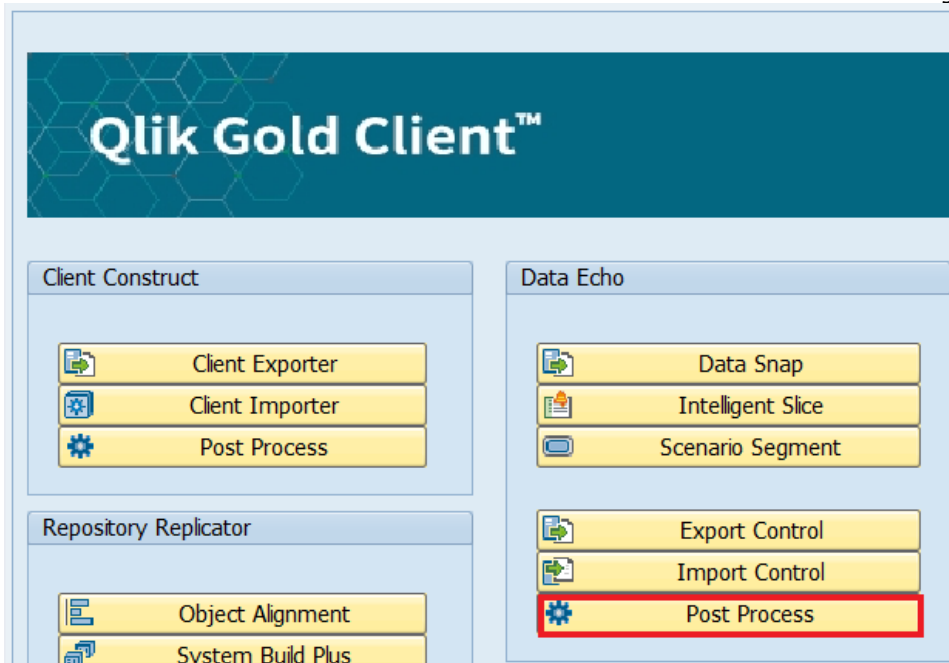 Qlik Gold Client™
Client Construct
Client Exporter
Client Importer
Post Process
Repository Replicator
Object Alignment
System Build Plus
Data Echo
Data Snap
Intelligent Slice
Scenario Segment
Export Control
Import Control
Post Process